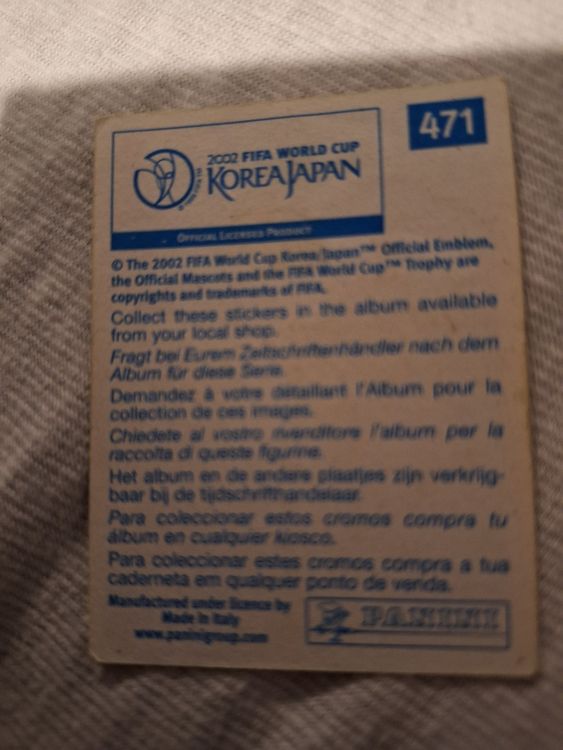 471
2002 FIFA WORLD CUP
KOREA JAPAN
OFFICIAL LICENSED PRODUCT
© The 2002 FIFA World Cup Korea/Japan™ Official Emblem,
the Official Mascots and the FIFA World Cup™ Trophy are
copyrights and trademarks of FIFA.
Collect these stickers in the album available
from your local shop.
Fragt bei Eurem Zeitschriftenhändler nach dem
Album für diese Serie.
Demandez à votre détaillant l'Album pour la
collection de ces images.
Chiedete al vostro rivenditore l'album per la
raccolta di queste figurine.
Het album en de andere plaatjes zijn verkrijg-
baar bij de tijdschrifthandelaar.
Para coleccionar estos cromos compra tu
álbum en cualquier kiosco.
Para coleccionar estes cromos compra a tua
caderneta em qualquer ponto de venda.
Manufactured under licence by
Made in Italy
www.paninigroup.com
PANINI